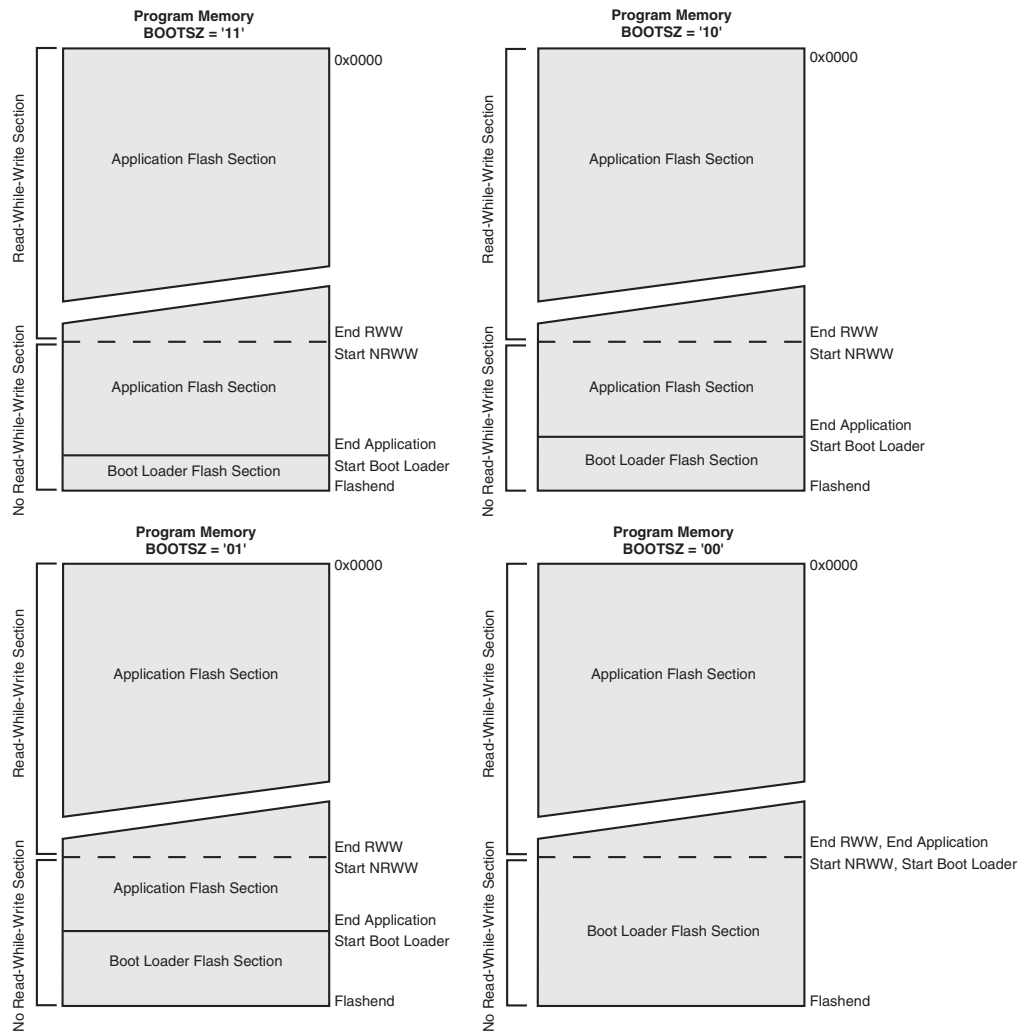 Program Memory
BOOTSZ = '11'
0x0000
Read-While-Write Section
Application Flash Section
End RWW
Start NRWW
No Read-While-Write Section
Application Flash Section
End Application
Start Boot Loader
Boot Loader Flash Section
Flashend
Program Memory
BOOTSZ = '10'
0x0000
Read-While-Write Section
Application Flash Section
End RWW
Start NRWW
No Read-While-Write Section
Application Flash Section
End Application
Start Boot Loader
Boot Loader Flash Section
Flashend
Program Memory
BOOTSZ = '01'
0x0000
Read-While-Write Section
Application Flash Section
End RWW
Start NRWW
No Read-While-Write Section
Application Flash Section
End Application
Start Boot Loader
Boot Loader Flash Section
Flashend
Program Memory
BOOTSZ = '00'
0x0000
Read-While-Write Section
Application Flash Section
End RWW, End Application
Start NRWW, Start Boot Loader
No Read-While-Write Section
Boot Loader Flash Section
Flashend